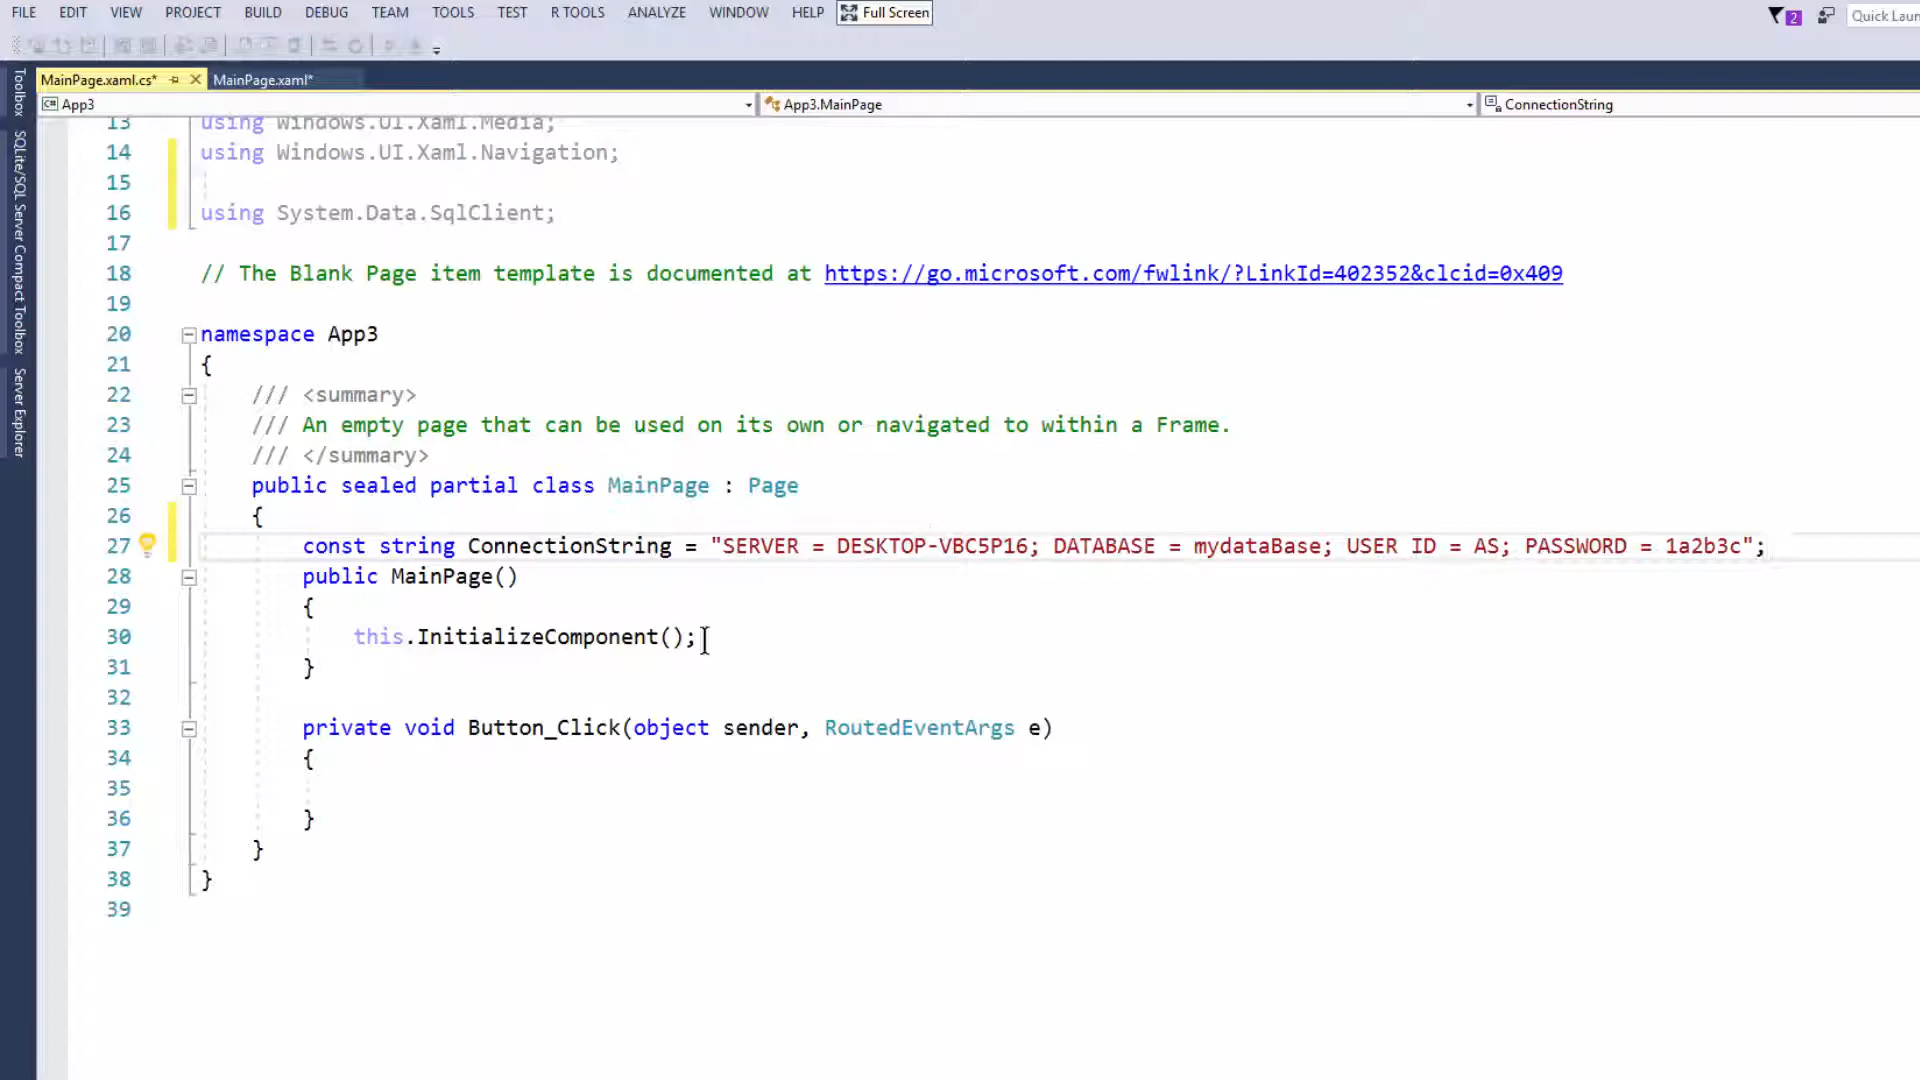 FILE EDIT VIEW PROJECT BUILD DEBUG TEAM TOOLS TEST R TOOLS ANALYZE WINDOW HELP Full Screen 2 Quick Laun
MainPage.xaml.cs* MainPage.xaml*
C# App3 App3.MainPage ConnectionString
Toolbox
SQLite/SQL Server Compact Toolbox
Server Explorer
13 using Windows.UI.Xaml.Media;
14 using Windows.UI.Xaml.Navigation;
15
16 using System.Data.SqlClient;
17
18 // The Blank Page item template is documented at https://go.microsoft.com/fwlink/?LinkId=402352&clcid=0x409
19
20 namespace App3
21 {
22 /// <summary>
23 /// An empty page that can be used on its own or navigated to within a Frame.
24 /// </summary>
25 public sealed partial class MainPage : Page
26 {
27 const string ConnectionString = "SERVER = DESKTOP-VBC5P16; DATABASE = mydataBase; USER ID = AS; PASSWORD = 1a2b3c";
28 public MainPage()
29 {
30 this.InitializeComponent();
31 }
32
33 private void Button_Click(object sender, RoutedEventArgs e)
34 {
35
36 }
37 }
38 }
39